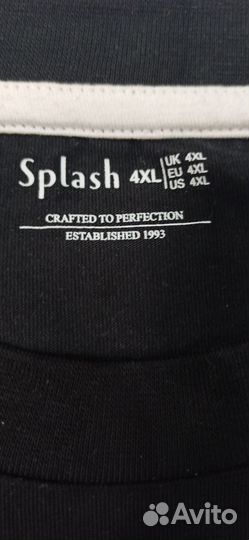 Splash 4XL UK 4XL
EU 4XL
US 4XL
CRAFTED TO PERFECTION
ESTABLISHED 1993
Avito